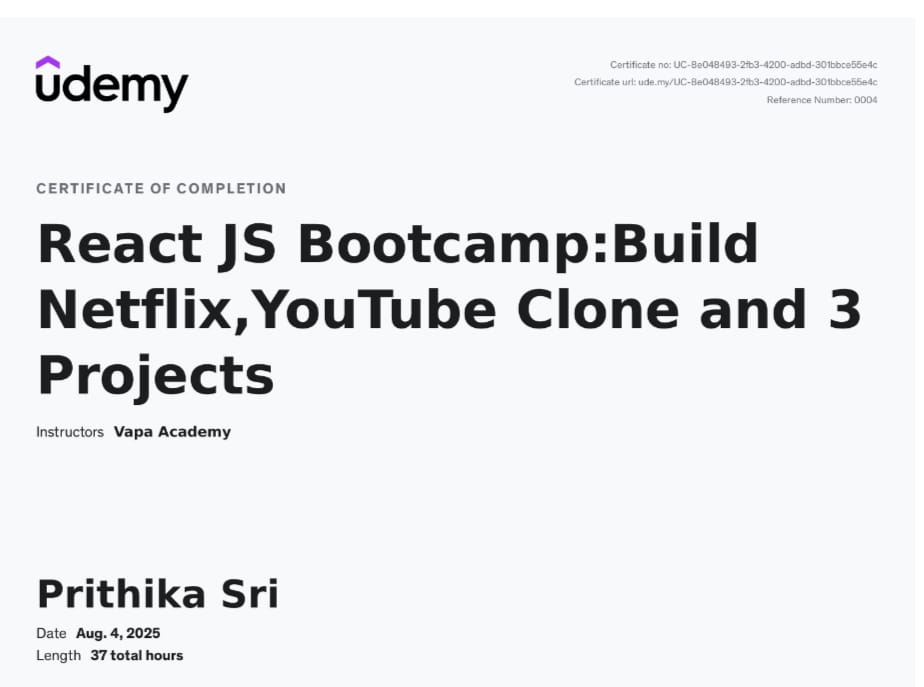 udemy
Certificate no: UC-8e048493-2fb3-4200-adbd-301bbce55e4c
Certificate url: ude.my/UC-8e048493-2fb3-4200-adbd-301bbce55e4c
Reference Number: 0004
CERTIFICATE OF COMPLETION
React JS Bootcamp:Build
Netflix,YouTube Clone and 3
Projects
Instructors Vapa Academy
Prithika Sri
Date Aug. 4, 2025
Length 37 total hours